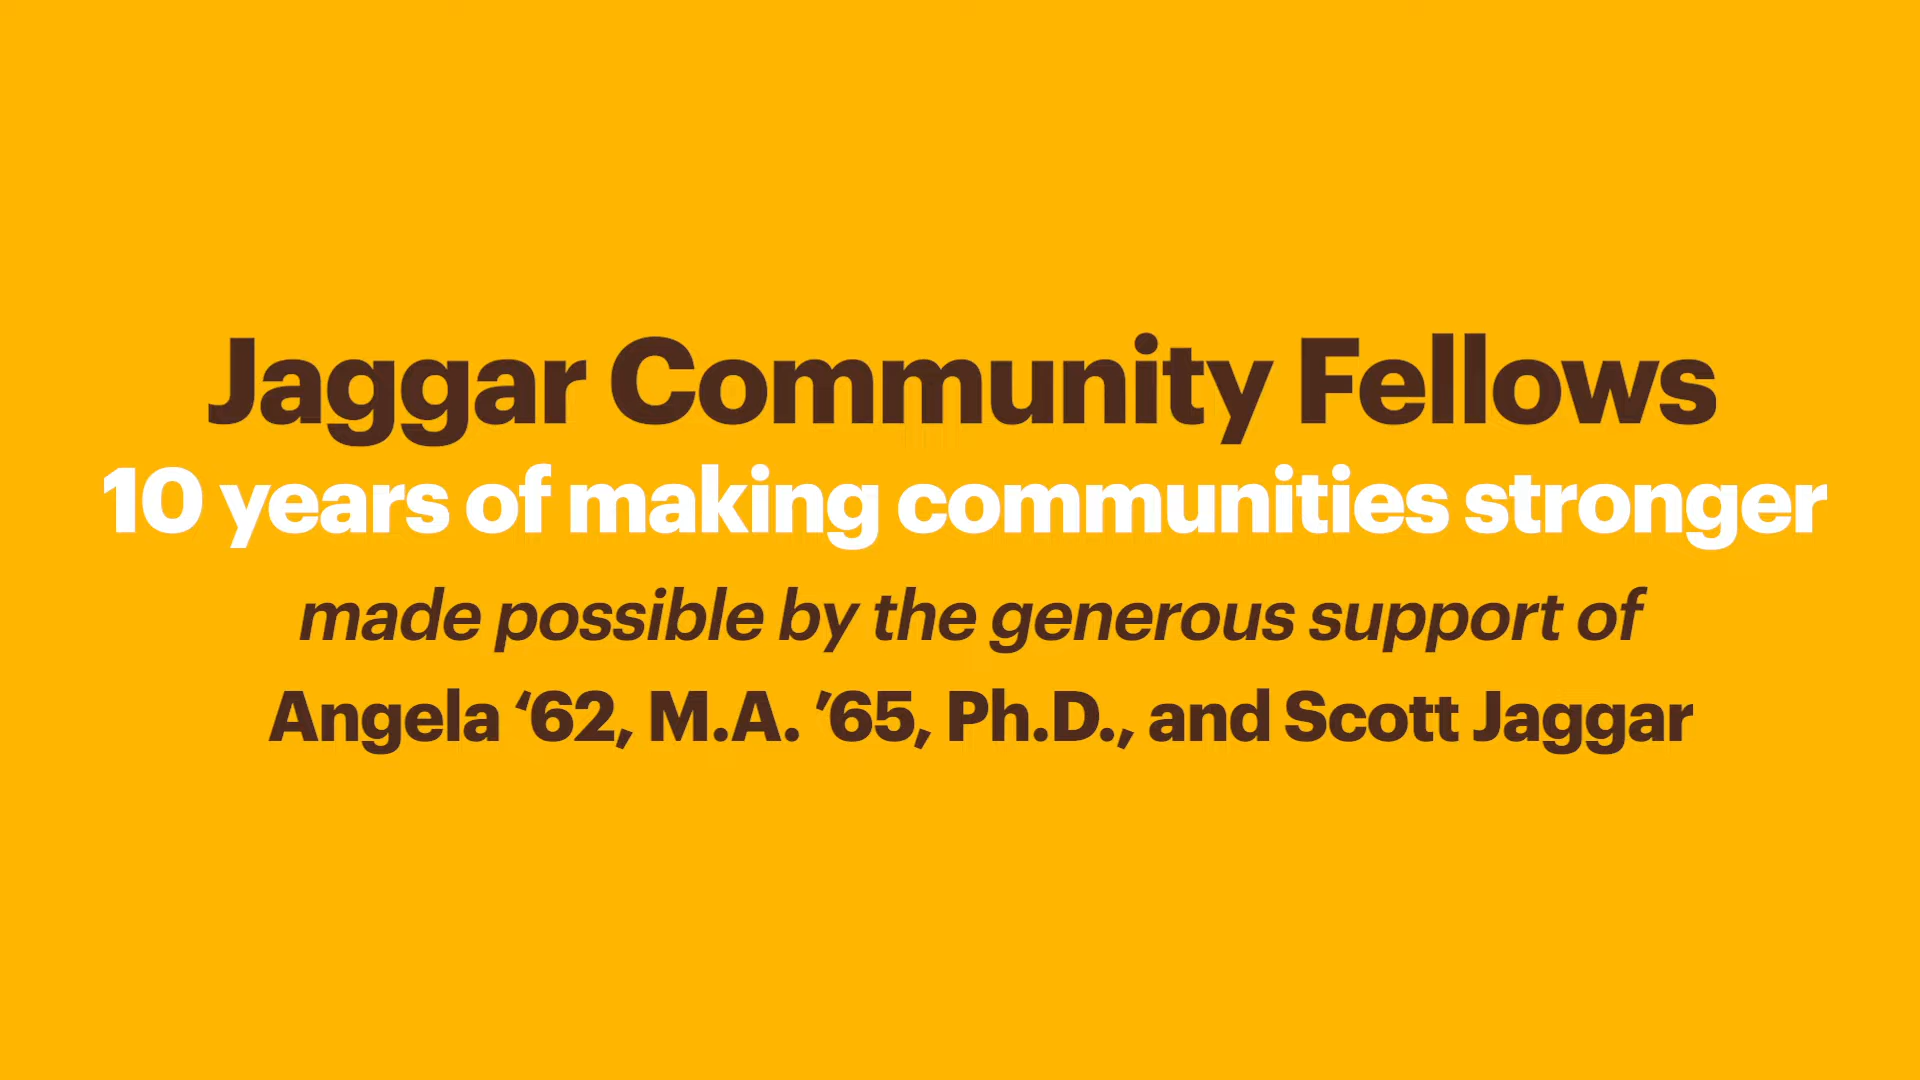 Jaggar Community Fellows
10 years of making communities stronger
made possible by the generous support of
Angela ‘62, M.A. ’65, Ph.D., and Scott Jaggar